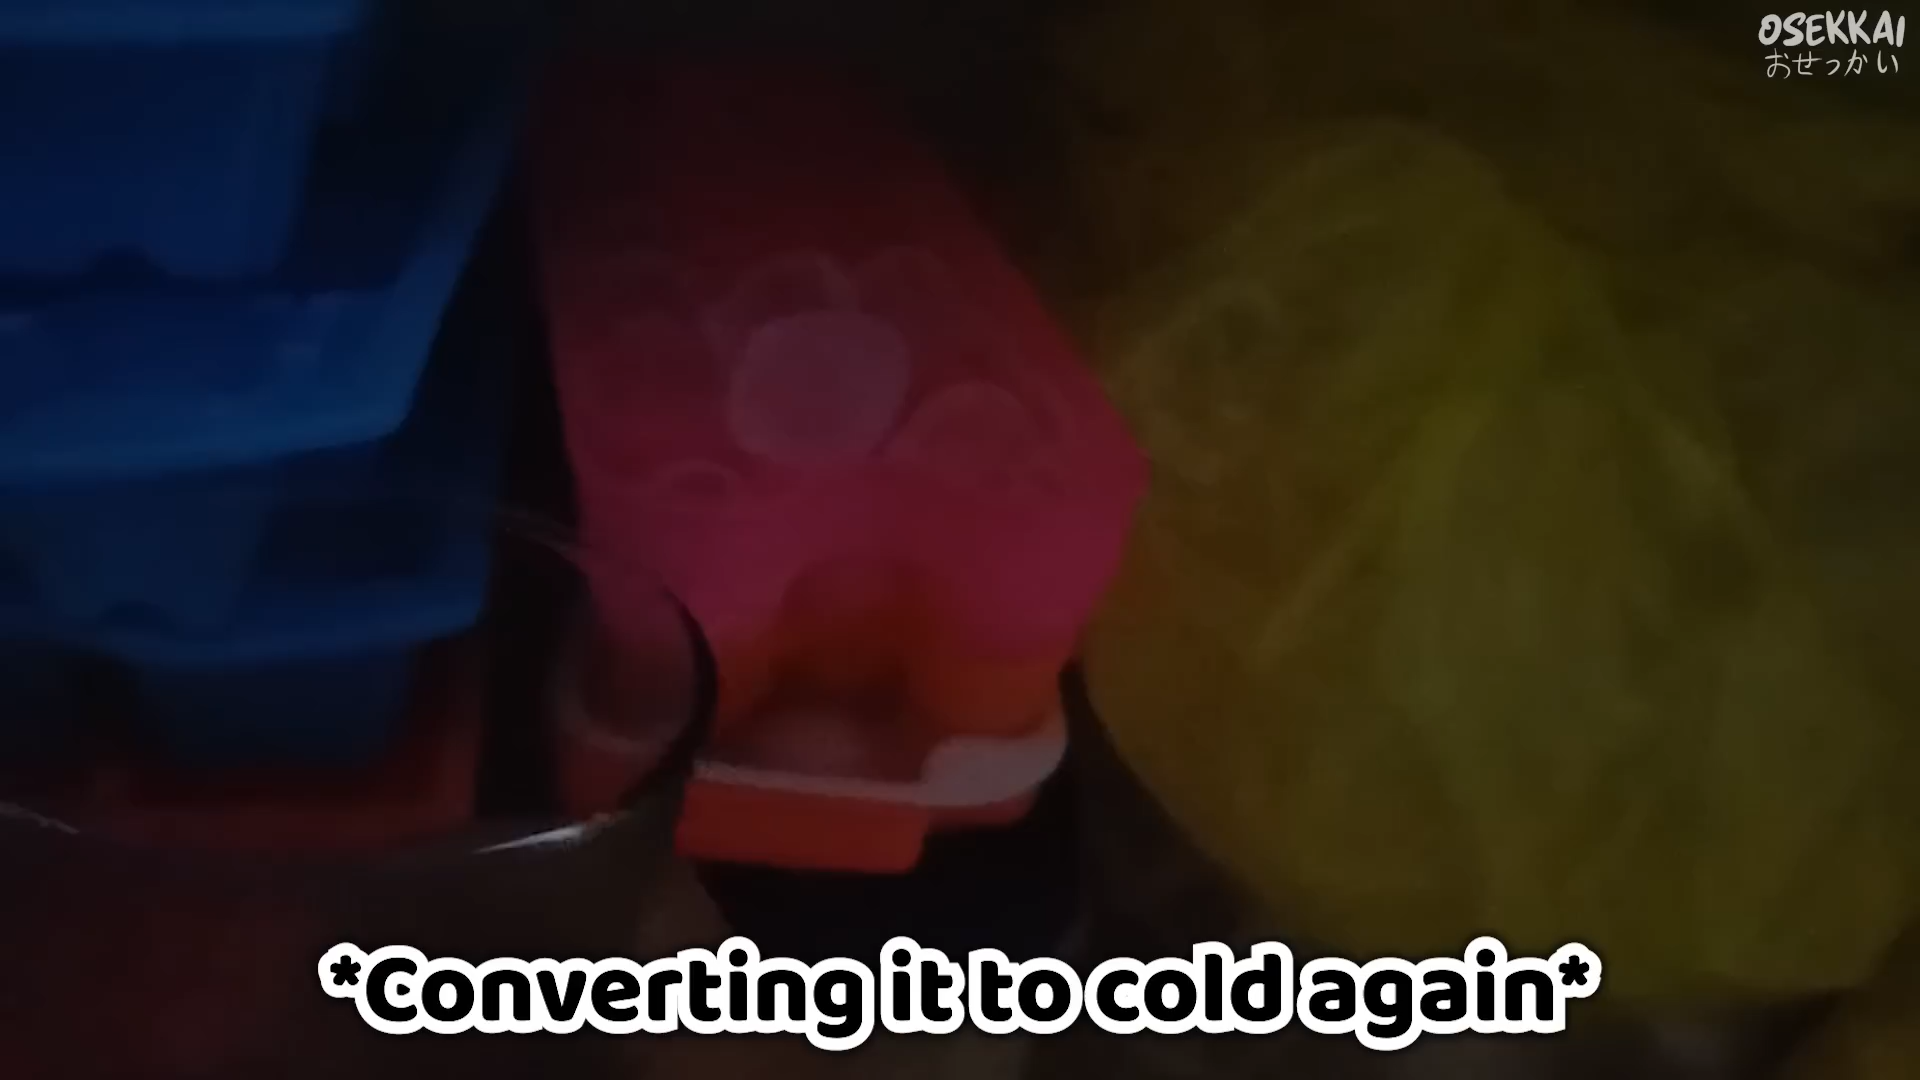 OSEKKAI
おせっかい
*Converting it to cold again*